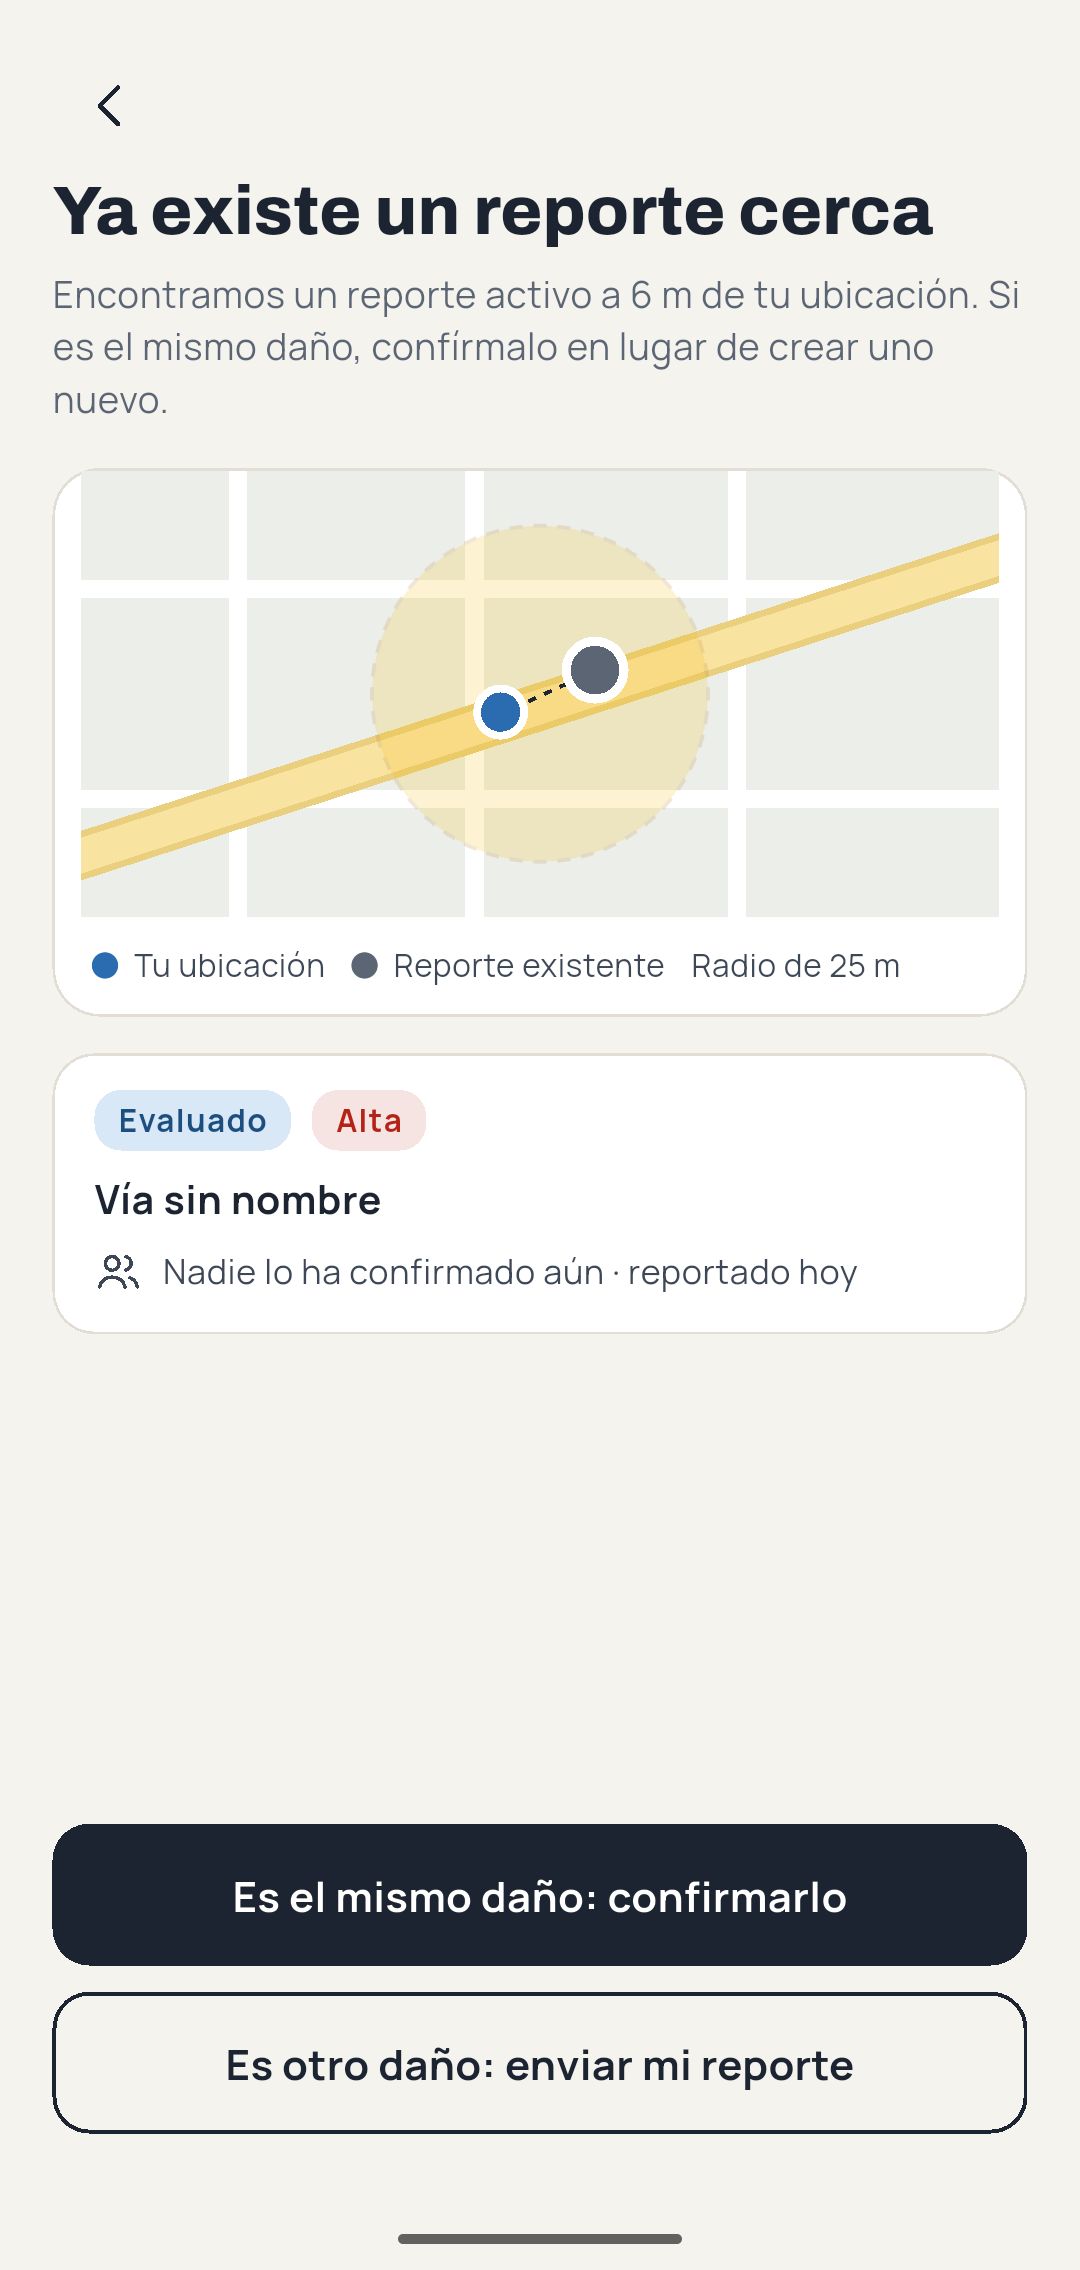 Ya existe un reporte cerca
Encontramos un reporte activo a 6 m de tu ubicación. Si
es el mismo daño, confírmalo en lugar de crear uno
nuevo.
Tu ubicación Reporte existente Radio de 25 m
Evaluado Alta
Vía sin nombre
Nadie lo ha confirmado aún · reportado hoy
Es el mismo daño: confirmarlo
Es otro daño: enviar mi reporte